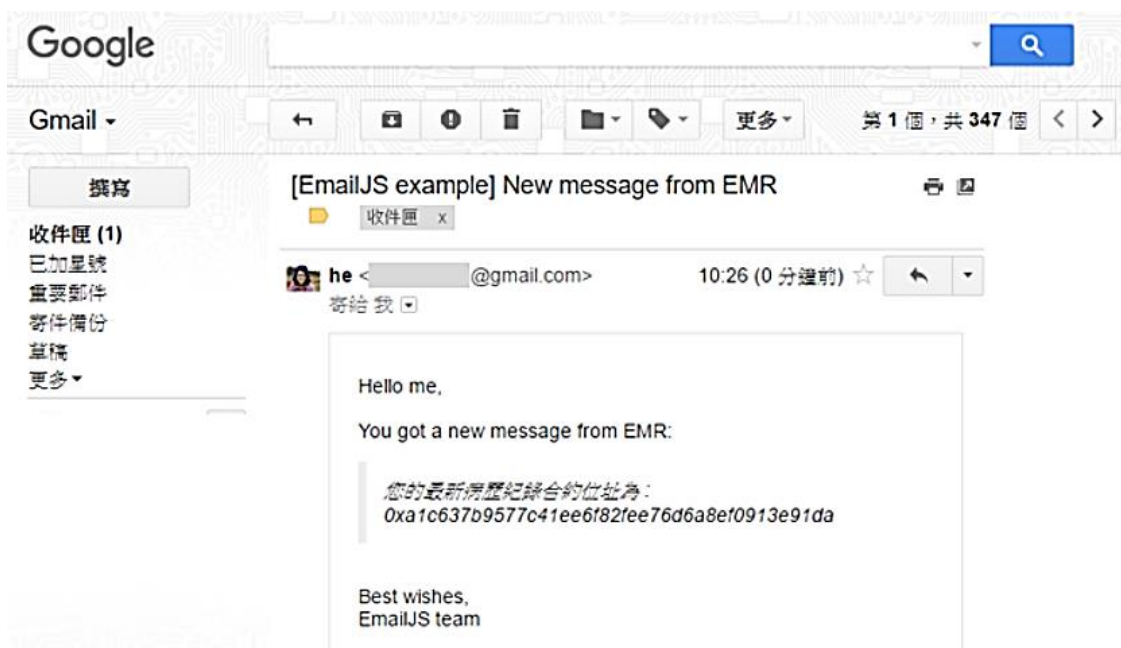 Google
Gmail
更多
第 1 個，共 347 個
撰寫
收件匣 (1)
已加星號
重要郵件
寄件備份
草稿
更多
[EmailJS example] New message from EMR
收件匣 x
he < @gmail.com>
10:26 (0 分鐘前)
寄給 我
Hello me,
You got a new message from EMR:
您的最新病歷紀錄合約位址為：
0xa1c637b9577c41ee6f82fee76d6a8ef0913e91da
Best wishes,
EmailJS team